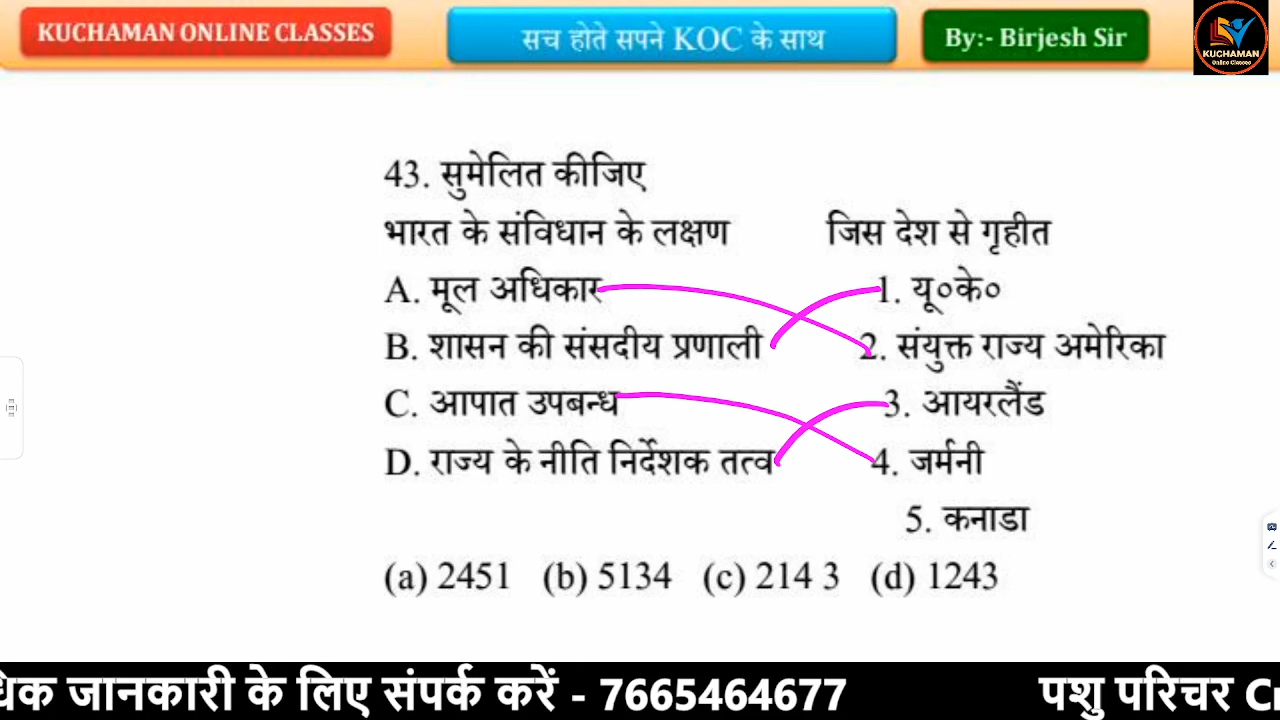 KUCHAMAN ONLINE CLASSES
सच होते सपने KOC के साथ
By:- Birjesh Sir
KUCHAMAN
Online Classes
43. सुमेलित कीजिए
भारत के संविधान के लक्षण जिस देश से गृहीत
A. मूल अधिकार 1. यू०के०
B. शासन की संसदीय प्रणाली 2. संयुक्त राज्य अमेरिका
C. आपात उपबन्ध 3. आयरलैंड
D. राज्य के नीति निर्देशक तत्व 4. जर्मनी
5. कनाडा
(a) 2451 (b) 5134 (c) 214 3 (d) 1243
जानकारी के लिए संपर्क करें - 7665464677 पशु परिचर